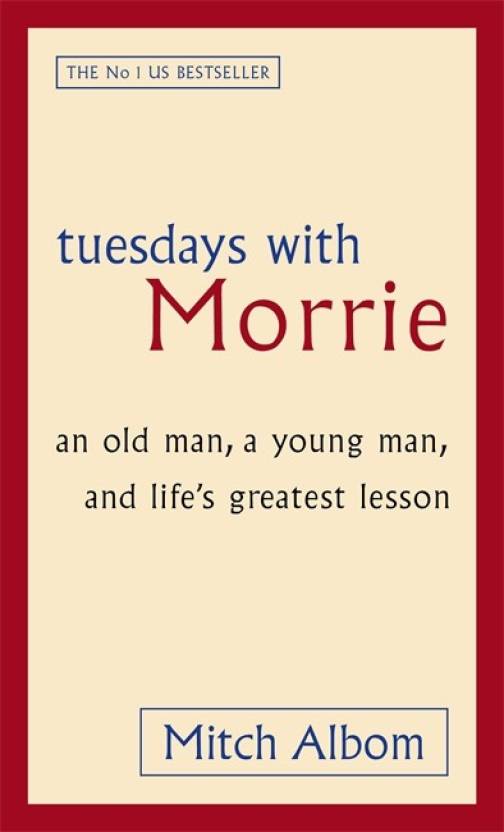 THE No 1 US BESTSELLER
tuesdays with
Morrie
an old man, a young man,
and life's greatest lesson
Mitch Albom